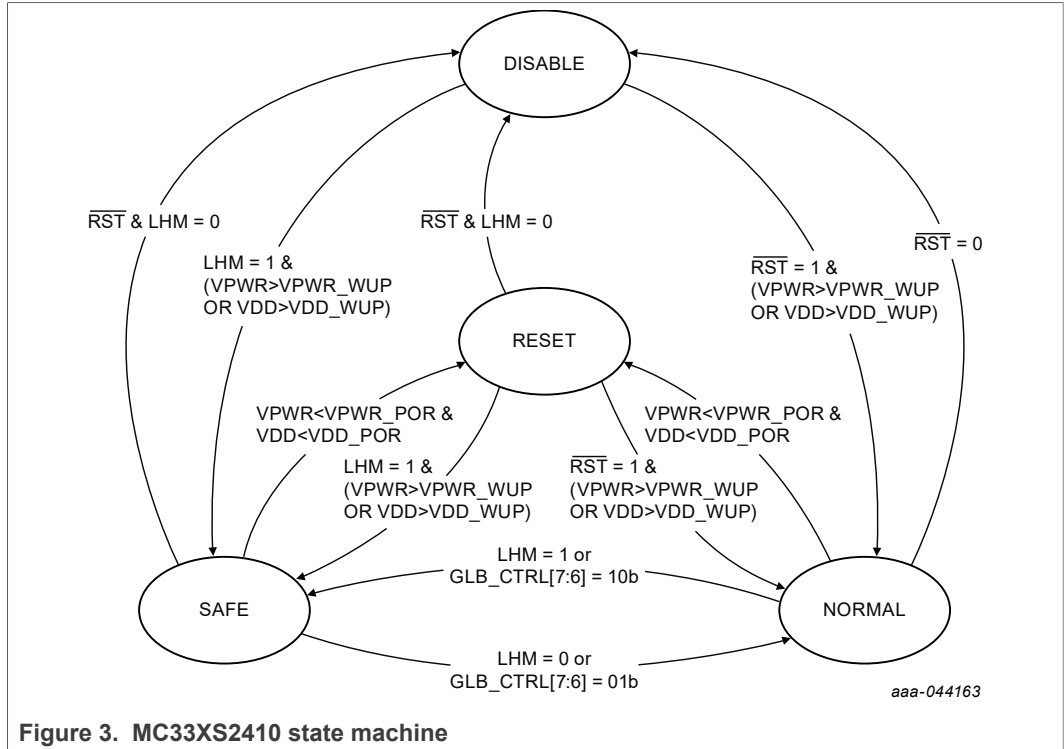 DISABLE
RST & LHM = 0
RST & LHM = 0
RST = 0
LHM = 1 &
(VPWR>VPWR_WUP
OR VDD>VDD_WUP)
RST = 1 &
(VPWR>VPWR_WUP
OR VDD>VDD_WUP)
RESET
VPWR<VPWR_POR &
VDD<VDD_POR
VPWR<VPWR_POR &
VDD<VDD_POR
LHM = 1 &
(VPWR>VPWR_WUP
OR VDD>VDD_WUP)
RST = 1 &
(VPWR>VPWR_WUP
OR VDD>VDD_WUP)
LHM = 1 or
GLB_CTRL[7:6] = 10b
SAFE
NORMAL
LHM = 0 or
GLB_CTRL[7:6] = 01b
aaa-044163
Figure 3. MC33XS2410 state machine